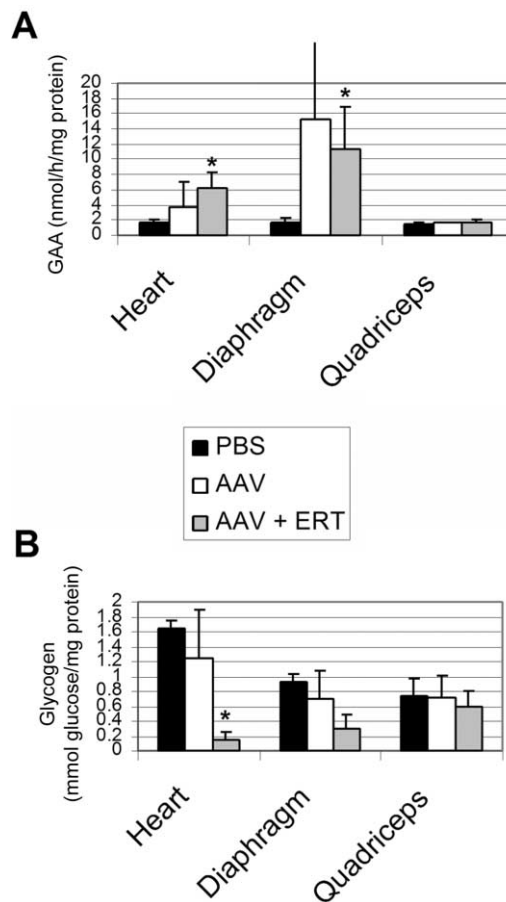 A
GAA (nmol/h/mg protein)
20
18
16
14
12
10
8
6
4
2
0
*
*
Heart
Diaphragm
Quadriceps
PBS
AAV
AAV + ERT
B
Glycogen
(mmol glucose/mg protein)
2
1.8
1.6
1.4
1.2
1
0.8
0.6
0.4
0.2
0
*
Heart
Diaphragm
Quadriceps